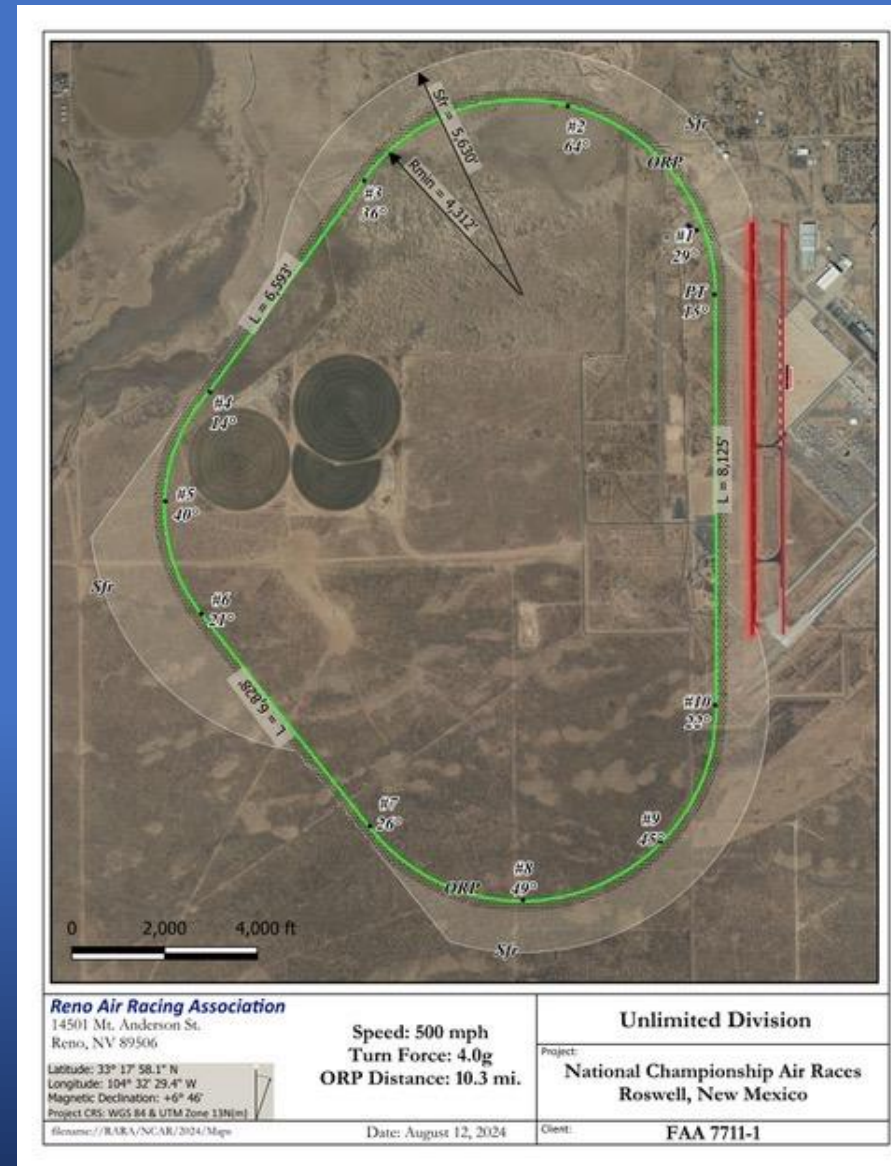 Sfr = 5,630'
Rmin = 4,312'
#2
64°
Sfr
ORP
#3
36°
#1
29°
PT
15°
L = 6,593'
#4
14°
L = 8,125'
#5
40°
Sfr
#6
21°
L = 6,828'
#10
22°
#7
26°
#9
45°
#8
49°
ORP
Sfr
0 2,000 4,000 ft
Reno Air Racing Association
14501 Mt. Anderson St.
Reno, NV 89506
Latitude: 33° 17' 58.1" N
Longitude: 104° 32' 29.4" W
Magnetic Declination: +6° 46'
Project CRS: WGS 84 & UTM Zone 13N(m)
filename://RARA/NCAR/2024/Maps
Speed: 500 mph
Turn Force: 4.0g
ORP Distance: 10.3 mi.
Date: August 12, 2024
Unlimited Division
Project:
National Championship Air Races
Roswell, New Mexico
Client:
FAA 7711-1